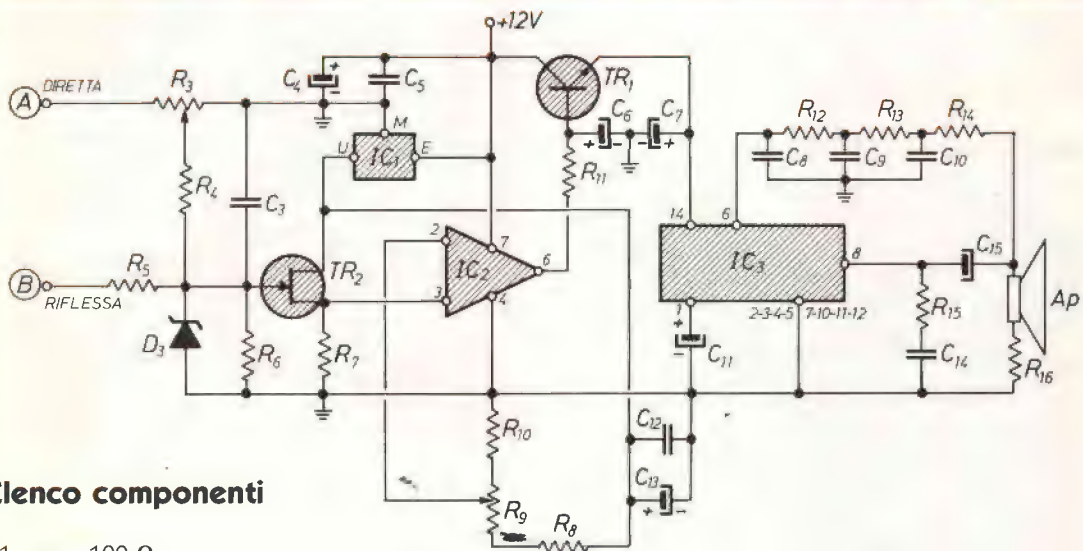 +12V
A DIRETTA R3 C4 + - C5 TR1
M
U IC1 E
R4 C3
C6 C7
+ - - +
R11
R12 R13 R14
C8 C9 C10
B RIFLESSA R5
TR2
2 7
IC2 6
3 4
14 6
IC3 8
1 2-3-4-5 7-10-11-12
C15
Ap
D3 R6 R7
+ - C11
R15
C14
R16
R10
C12
C13
+ -
R9
R8
Elenco componenti
100 Ω